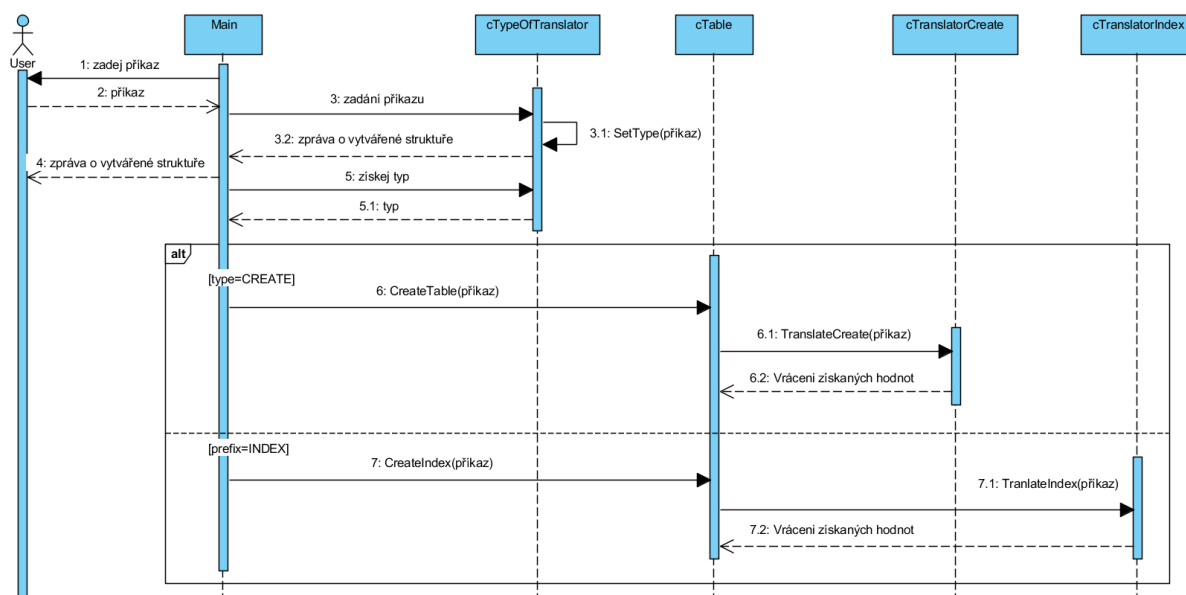 User
Main
cTypeOfTranslator
cTable
cTranslatorCreate
cTranslatorIndex
1: zadej příkaz
2: příkaz
3: zadání příkazu
3.1: SetType(příkaz)
3.2: zpráva o vytvářené struktuře
4: zpráva o vytvářené struktuře
5: získej typ
5.1: typ
alt
[type=CREATE]
6: CreateTable(příkaz)
6.1: TranslateCreate(příkaz)
6.2: Vrácení získaných hodnot
[prefix=INDEX]
7: CreateIndex(příkaz)
7.1: TranlateIndex(příkaz)
7.2: Vrácení získaných hodnot